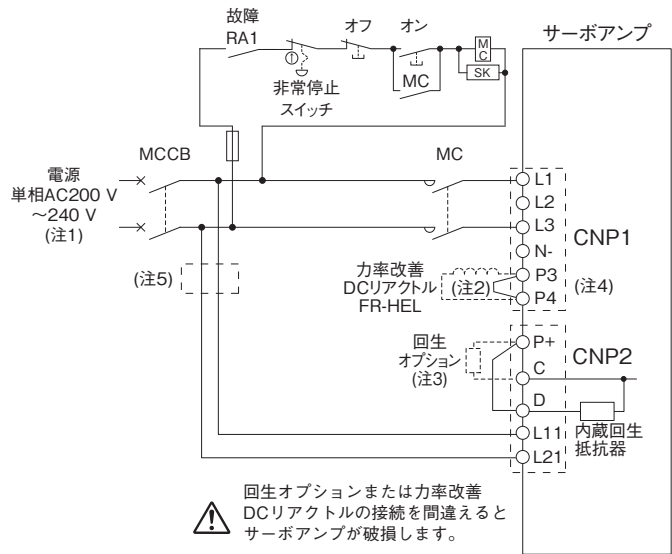 故障
RA1
オフ
オン
MC
SK
MC
非常停止
スイッチ
サーボアンプ
MCCB
MC
電源
単相AC200 V
～240 V
(注1)
L1
L2
L3
N-
P3
P4
CNP1
(注4)
(注5)
力率改善
DCリアクトル
FR-HEL
(注2)
回生
オプション
(注3)
P+
C
D
L11
L21
CNP2
内蔵回生
抵抗器
回生オプションまたは力率改善
DCリアクトルの接続を間違えると
サーボアンプが破損します。